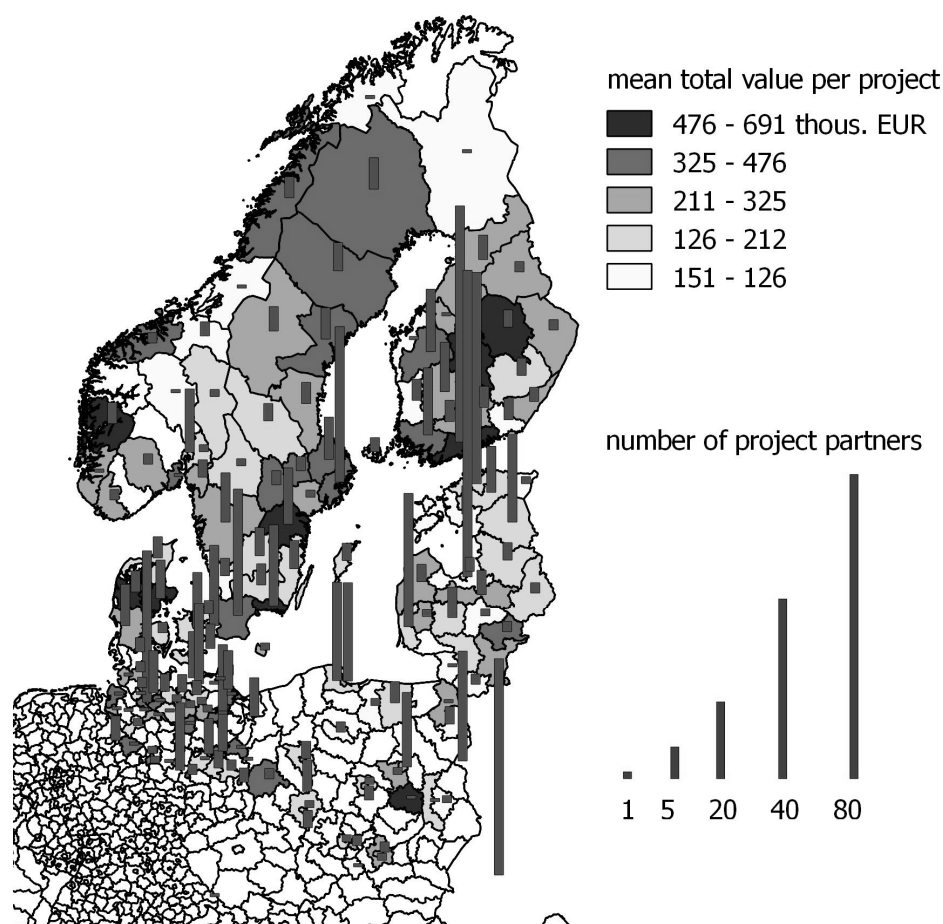 mean total value per project
476 - 691 thous. EUR
325 - 476
211 - 325
126 - 212
151 - 126
number of project partners
1 5 20 40 80